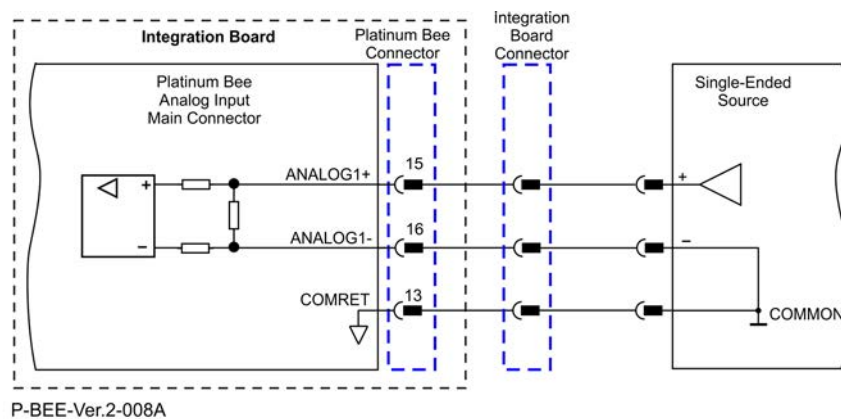 Integration Board
Platinum Bee
Connector
Integration
Board
Connector
Platinum Bee
Analog Input
Main Connector
Single-Ended
Source
ANALOG1+
15
+
+
ANALOG1-
16
−
−
COMRET
13
COMMON
P-BEE-Ver.2-008A